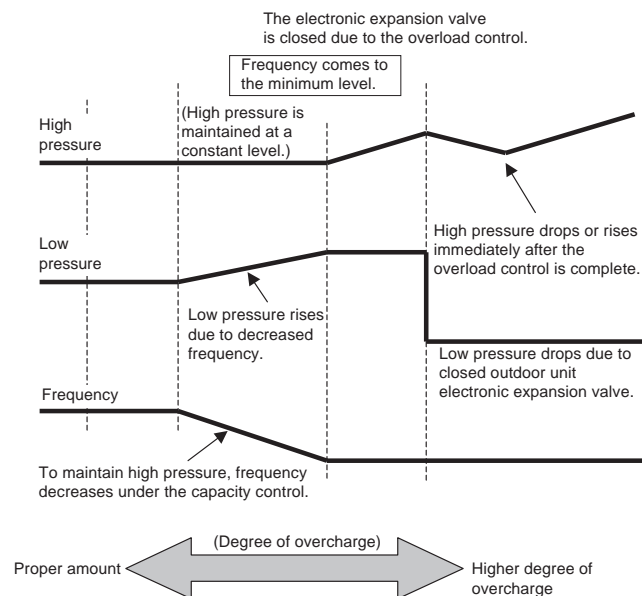 The electronic expansion valve
is closed due to the overload control.
Frequency comes to
the minimum level.
(High pressure is
maintained at a
constant level.)
High
pressure
High pressure drops or rises
immediately after the
overload control is complete.
Low
pressure
Low pressure rises
due to decreased
frequency.
Low pressure drops due to
closed outdoor unit
electronic expansion valve.
Frequency
To maintain high pressure, frequency
decreases under the capacity control.
(Degree of overcharge)
Proper amount
Higher degree of
overcharge